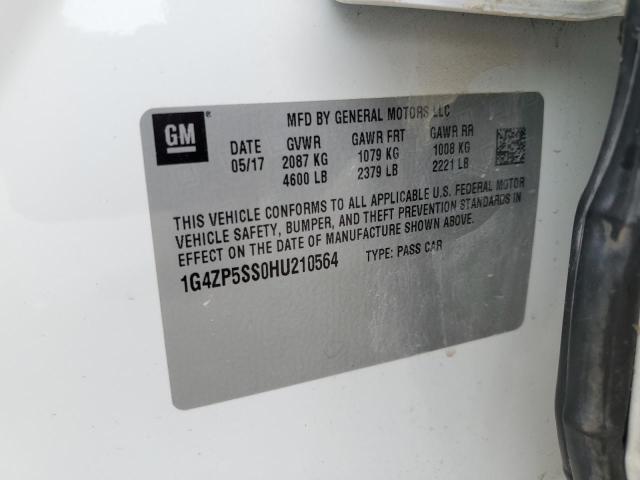 GM ®
MFD BY GENERAL MOTORS LLC
DATE GVWR GAWR FRT GAWR RR
05/17 2087 KG 1079 KG 1008 KG
4600 LB 2379 LB 2221 LB
THIS VEHICLE CONFORMS TO ALL APPLICABLE U.S. FEDERAL MOTOR
VEHICLE SAFETY, BUMPER, AND THEFT PREVENTION STANDARDS IN
EFFECT ON THE DATE OF MANUFACTURE SHOWN ABOVE.
1G4ZP5SS0HU210564 TYPE: PASS CAR